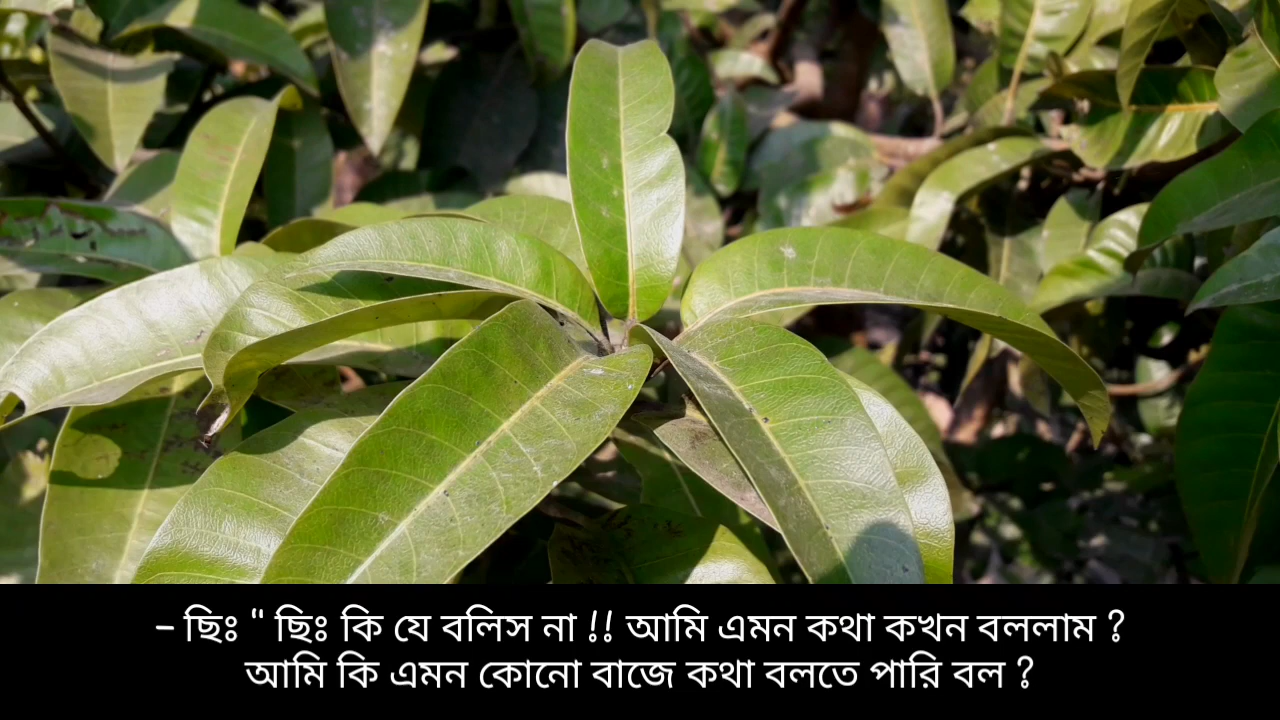 – ছিঃ " ছিঃ কি যে বলিস না !! আমি এমন কথা কখন বললাম ?
আমি কি এমন কোনো বাজে কথা বলতে পারি বল ?